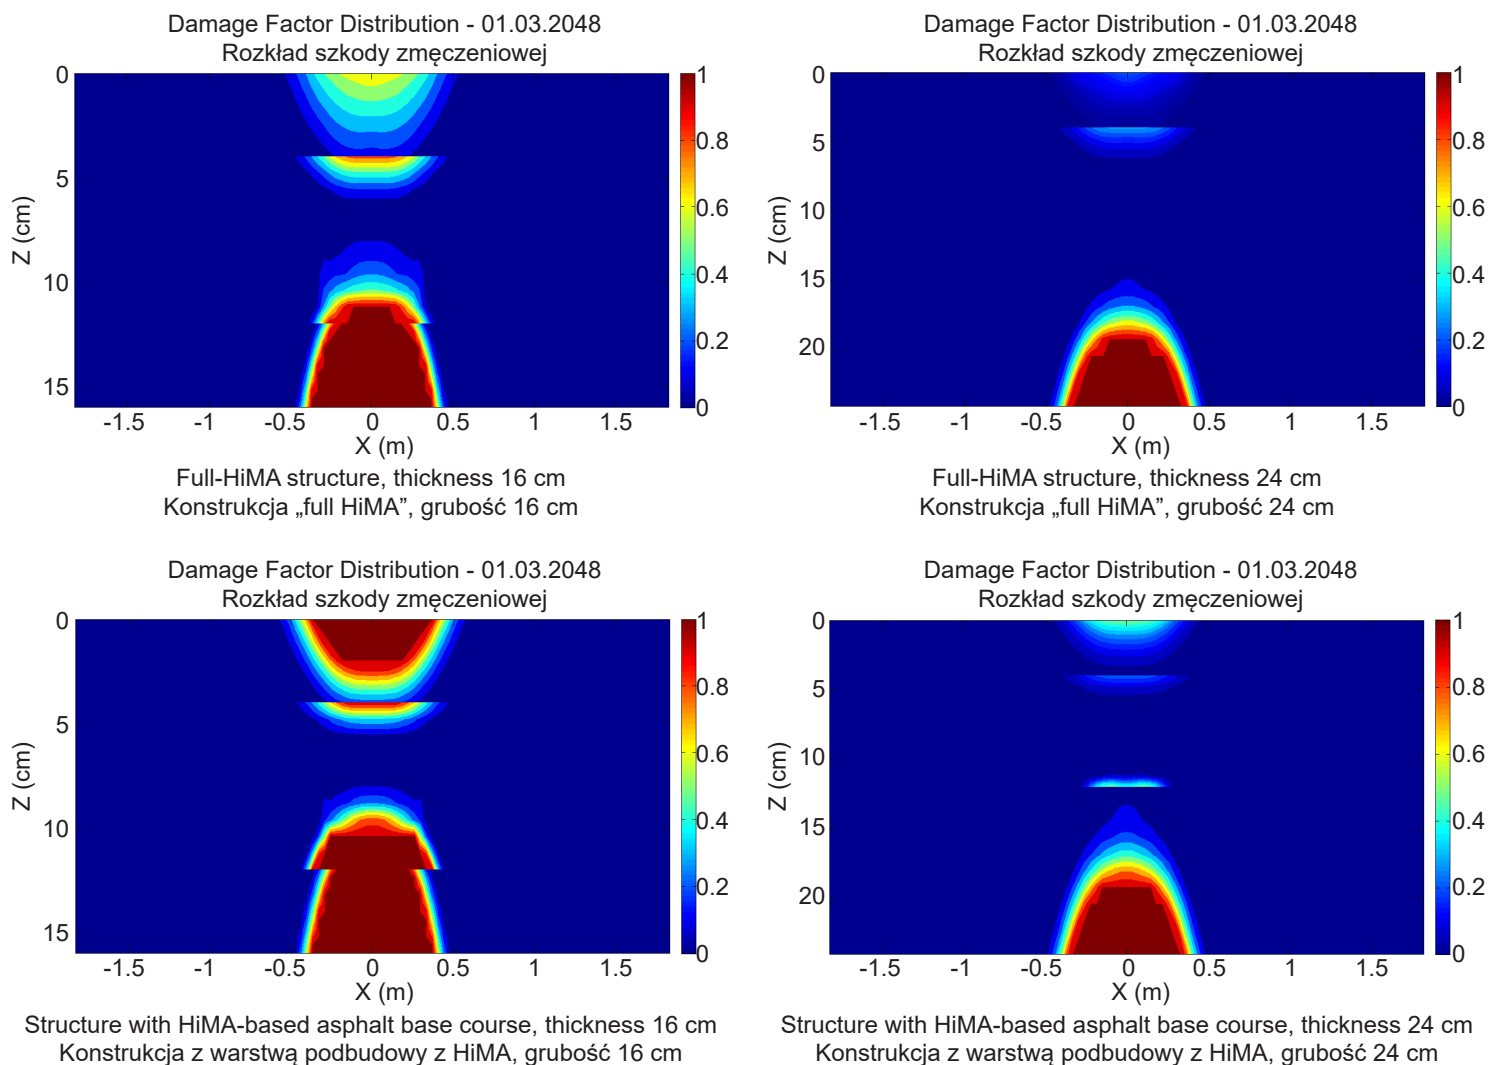 Damage Factor Distribution - 01.03.2048
Rozkład szkody zmęczeniowej
0
5
10
15
Z (cm)
-1.5
-1
-0.5
0
0.5
1
1.5
X (m)
1
0.8
0.6
0.4
0.2
0
Full-HiMA structure, thickness 16 cm
Konstrukcja „full HiMA”, grubość 16 cm
Damage Factor Distribution - 01.03.2048
Rozkład szkody zmęczeniowej
0
5
10
15
20
Z (cm)
-1.5
-1
-0.5
0
0.5
1
1.5
X (m)
1
0.8
0.6
0.4
0.2
0
Full-HiMA structure, thickness 24 cm
Konstrukcja „full HiMA”, grubość 24 cm
Damage Factor Distribution - 01.03.2048
Rozkład szkody zmęczeniowej
0
5
10
15
Z (cm)
-1.5
-1
-0.5
0
0.5
1
1.5
X (m)
1
0.8
0.6
0.4
0.2
0
Structure with HiMA-based asphalt base course, thickness 16 cm
Konstrukcja z warstwą podbudowy z HiMA, grubość 16 cm
Damage Factor Distribution - 01.03.2048
Rozkład szkody zmęczeniowej
0
5
10
15
20
Z (cm)
-1.5
-1
-0.5
0
0.5
1
1.5
X (m)
1
0.8
0.6
0.4
0.2
0
Structure with HiMA-based asphalt base course, thickness 24 cm
Konstrukcja z warstwą podbudowy z HiMA, grubość 24 cm